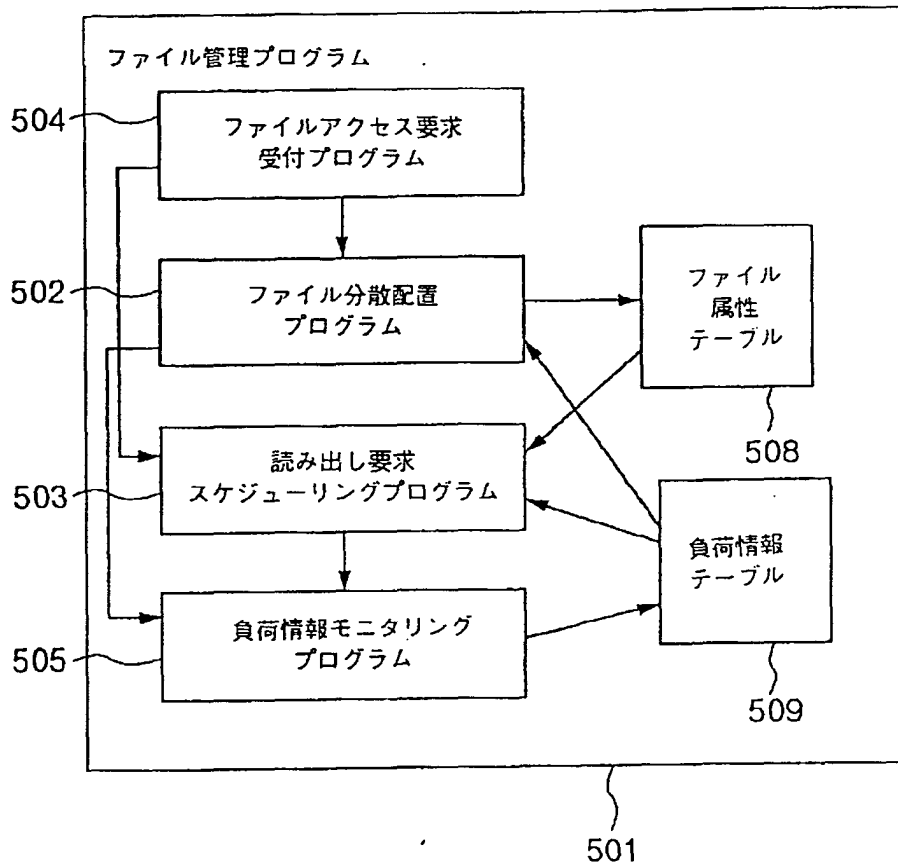 ファイル管理プログラム
504
ファイルアクセス要求
受付プログラム
502
ファイル分散配置
プログラム
ファイル
属性
テーブル
508
503
読み出し要求
スケジューリングプログラム
負荷情報
テーブル
509
505
負荷情報モニタリング
プログラム
501